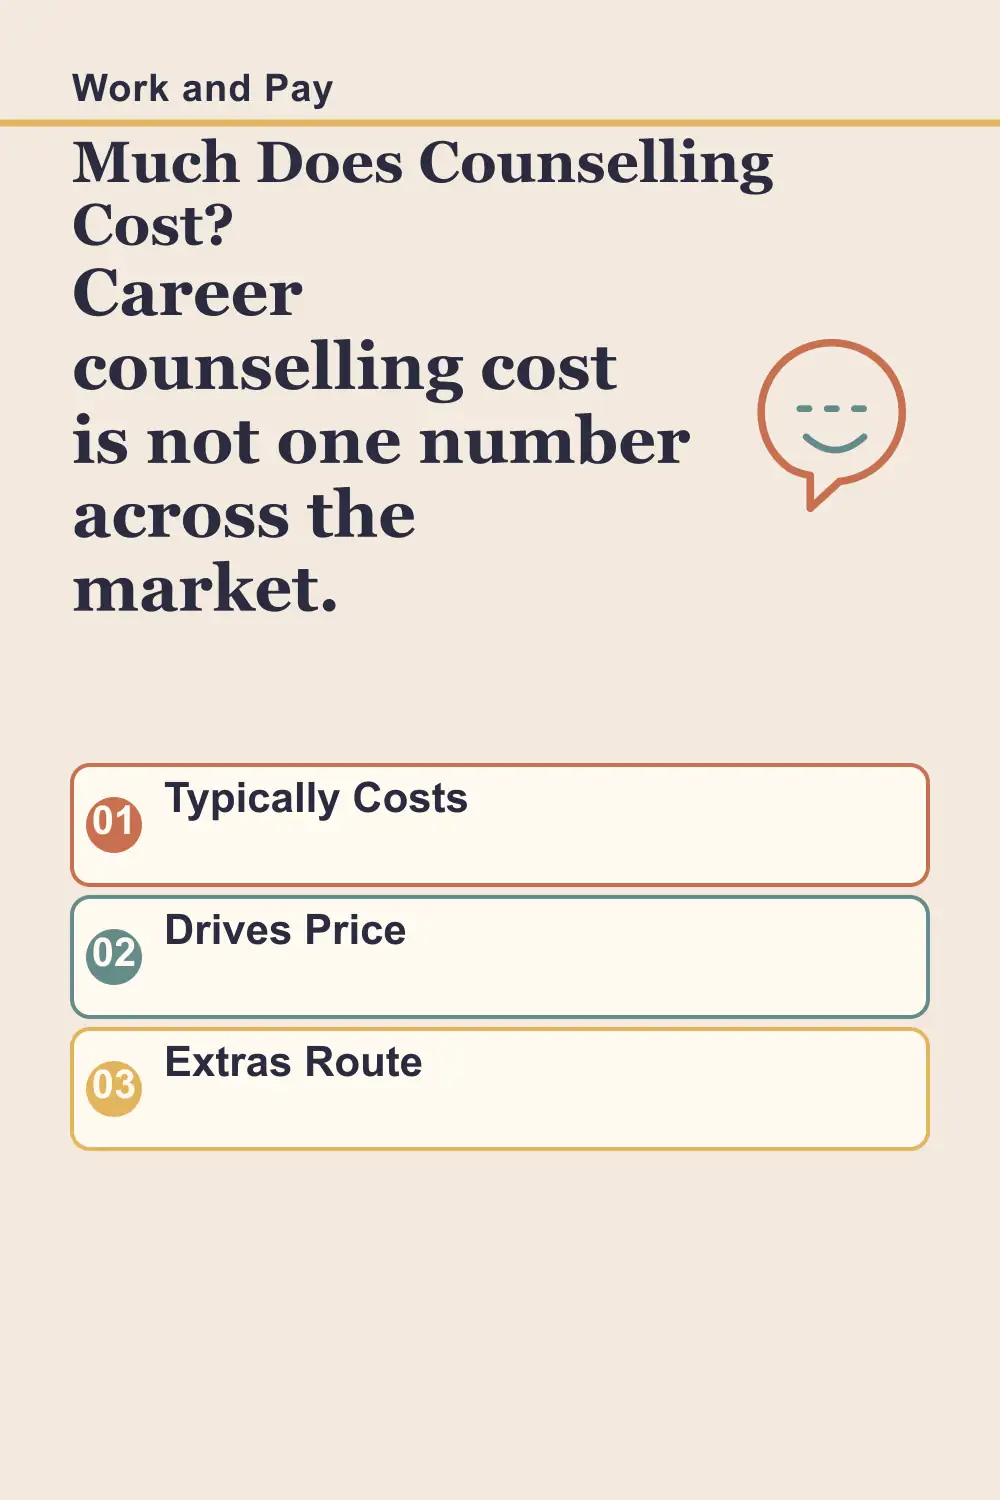 Work and Pay
Much Does Counselling
Cost?
Career
counselling cost
is not one number
across the
market.
01 Typically Costs
02 Drives Price
03 Extras Route